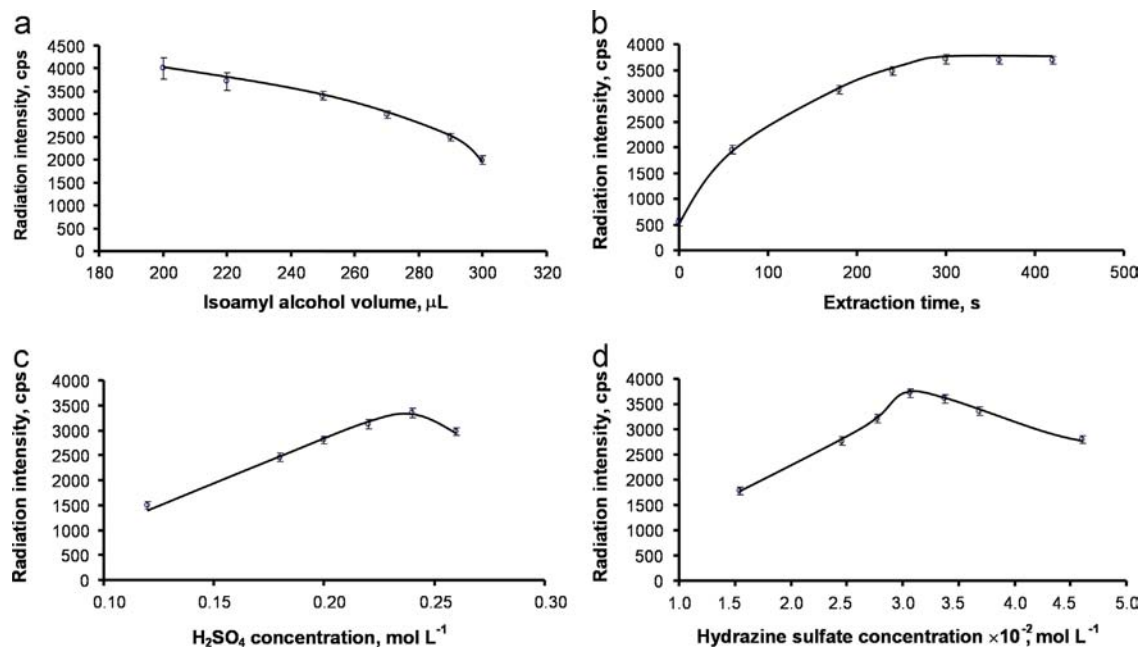 a
Radiation intensity, cps
4500
4000
3500
3000
2500
2000
1500
1000
500
0
180 200 220 240 260 280 300 320
Isoamyl alcohol volume, μL
b
Radiation intensity, cps
4000
3500
3000
2500
2000
1500
1000
500
0
0 100 200 300 400 500
Extraction time, s
c
Radiation intensity, cps
4000
3500
3000
2500
2000
1500
1000
500
0
0.10 0.15 0.20 0.25 0.30
H₂SO₄ concentration, mol L⁻¹
d
Radiation intensity, cps
4000
3500
3000
2500
2000
1500
1000
500
0
1.0 1.5 2.0 2.5 3.0 3.5 4.0 4.5 5.0
Hydrazine sulfate concentration ×10⁻², mol L⁻¹